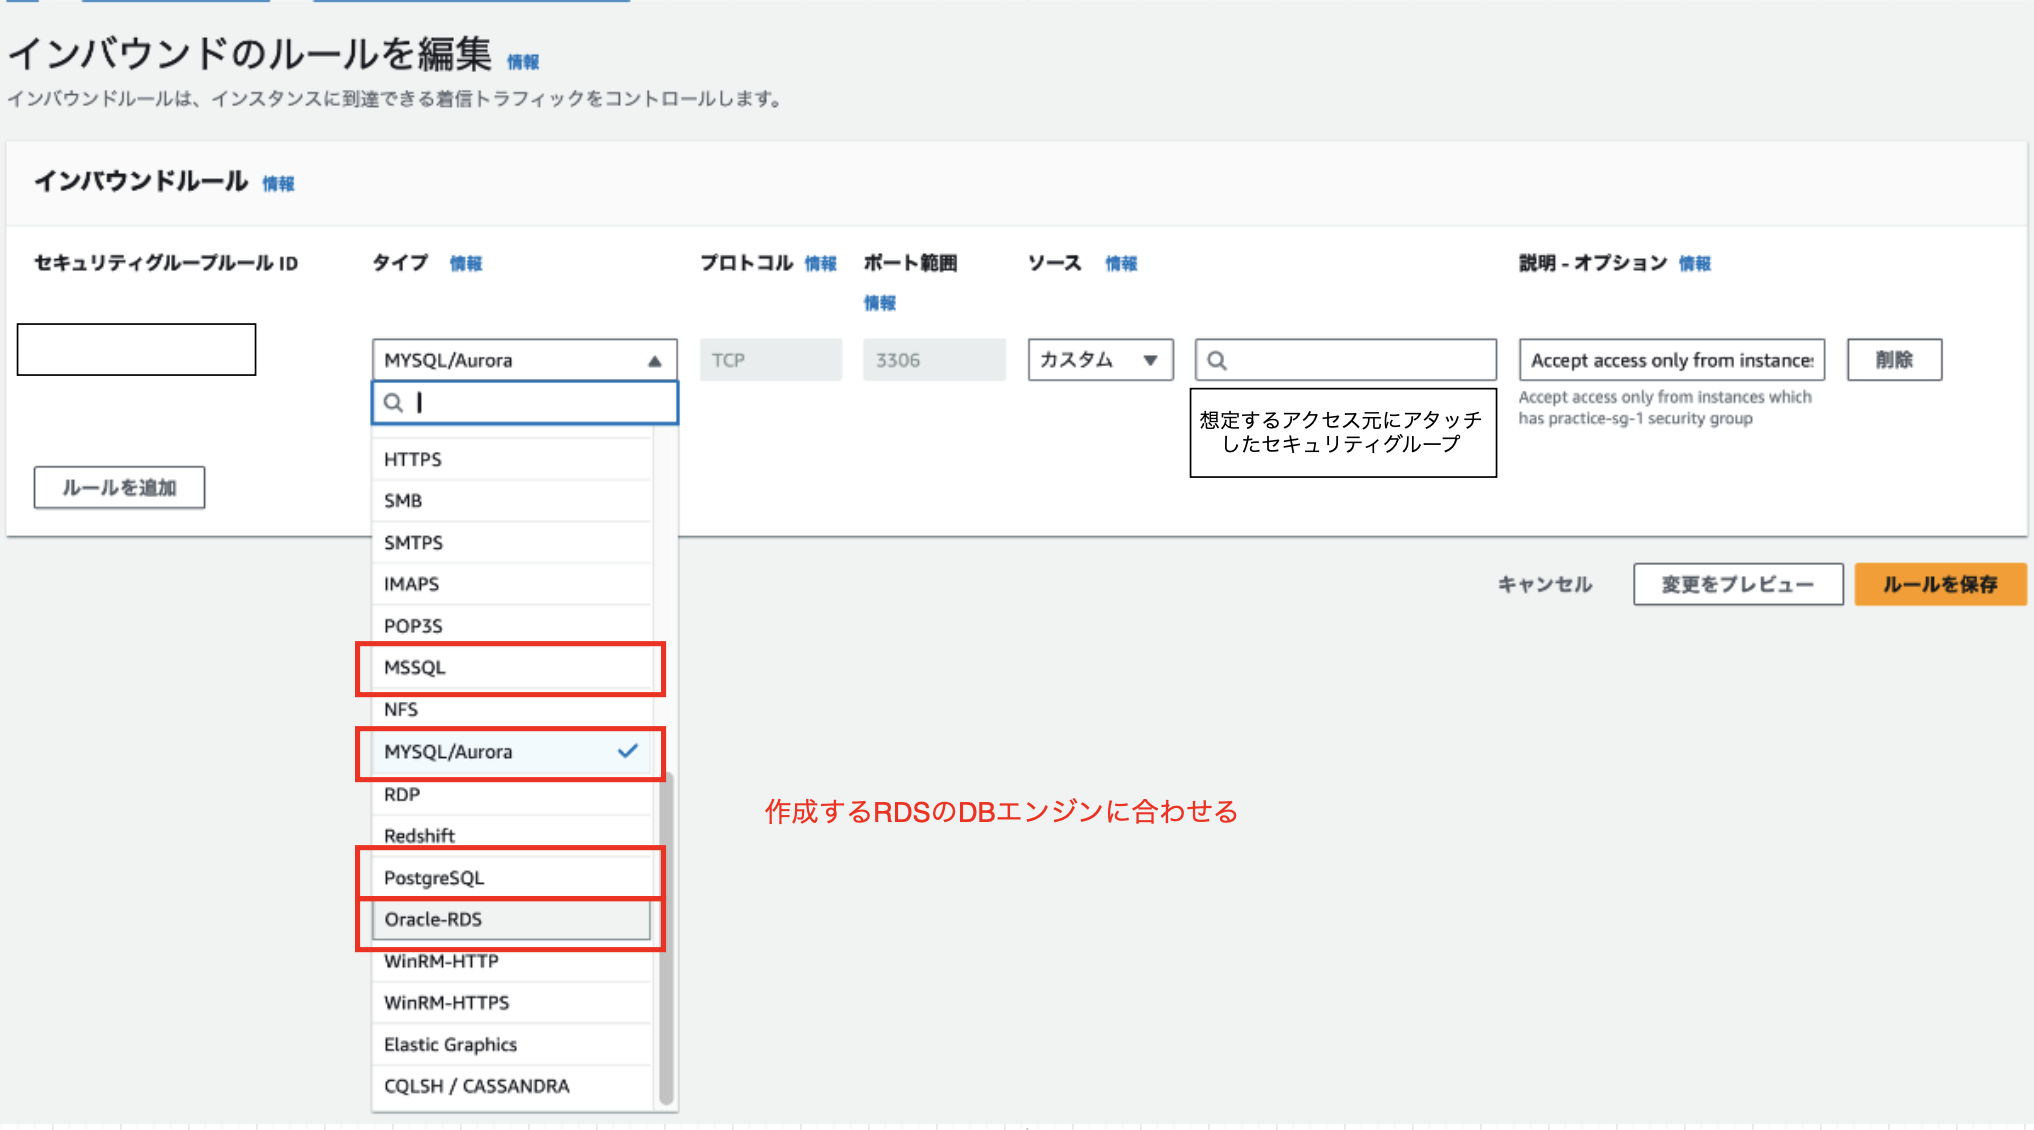 インバウンドのルールを編集 情報
インバウンドルールは、インスタンスに到達できる着信トラフィックをコントロールします。
インバウンドルール 情報
セキュリティグループルール ID
タイプ 情報
プロトコル 情報
ポート範囲
情報
ソース 情報
説明 - オプション 情報
MYSQL/Aurora
TCP
3306
カスタム
Accept access only from instances
削除
想定するアクセス元にアタッチ
したセキュリティグループ
Accept access only from instances which
has practice-sg-1 security group
ルールを追加
HTTPS
SMB
SMTPS
IMAPS
POP3S
MSSQL
NFS
MYSQL/Aurora
RDP
Redshift
PostgreSQL
Oracle-RDS
WinRM-HTTP
WinRM-HTTPS
Elastic Graphics
CQLSH / CASSANDRA
キャンセル
変更をプレビュー
ルールを保存
作成するRDSのDBエンジンに合わせる